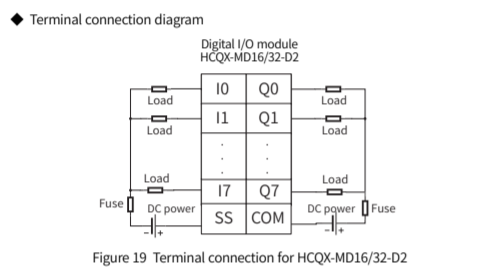 ◆ Terminal connection diagram
Digital I/O module
HCQX-MD16/32-D2
I0 Q0
Load Load
I1 Q1
Load Load
Load Load
I7 Q7
Fuse DC power DC power Fuse
SS COM
- + - +
Figure 19 Terminal connection for HCQX-MD16/32-D2